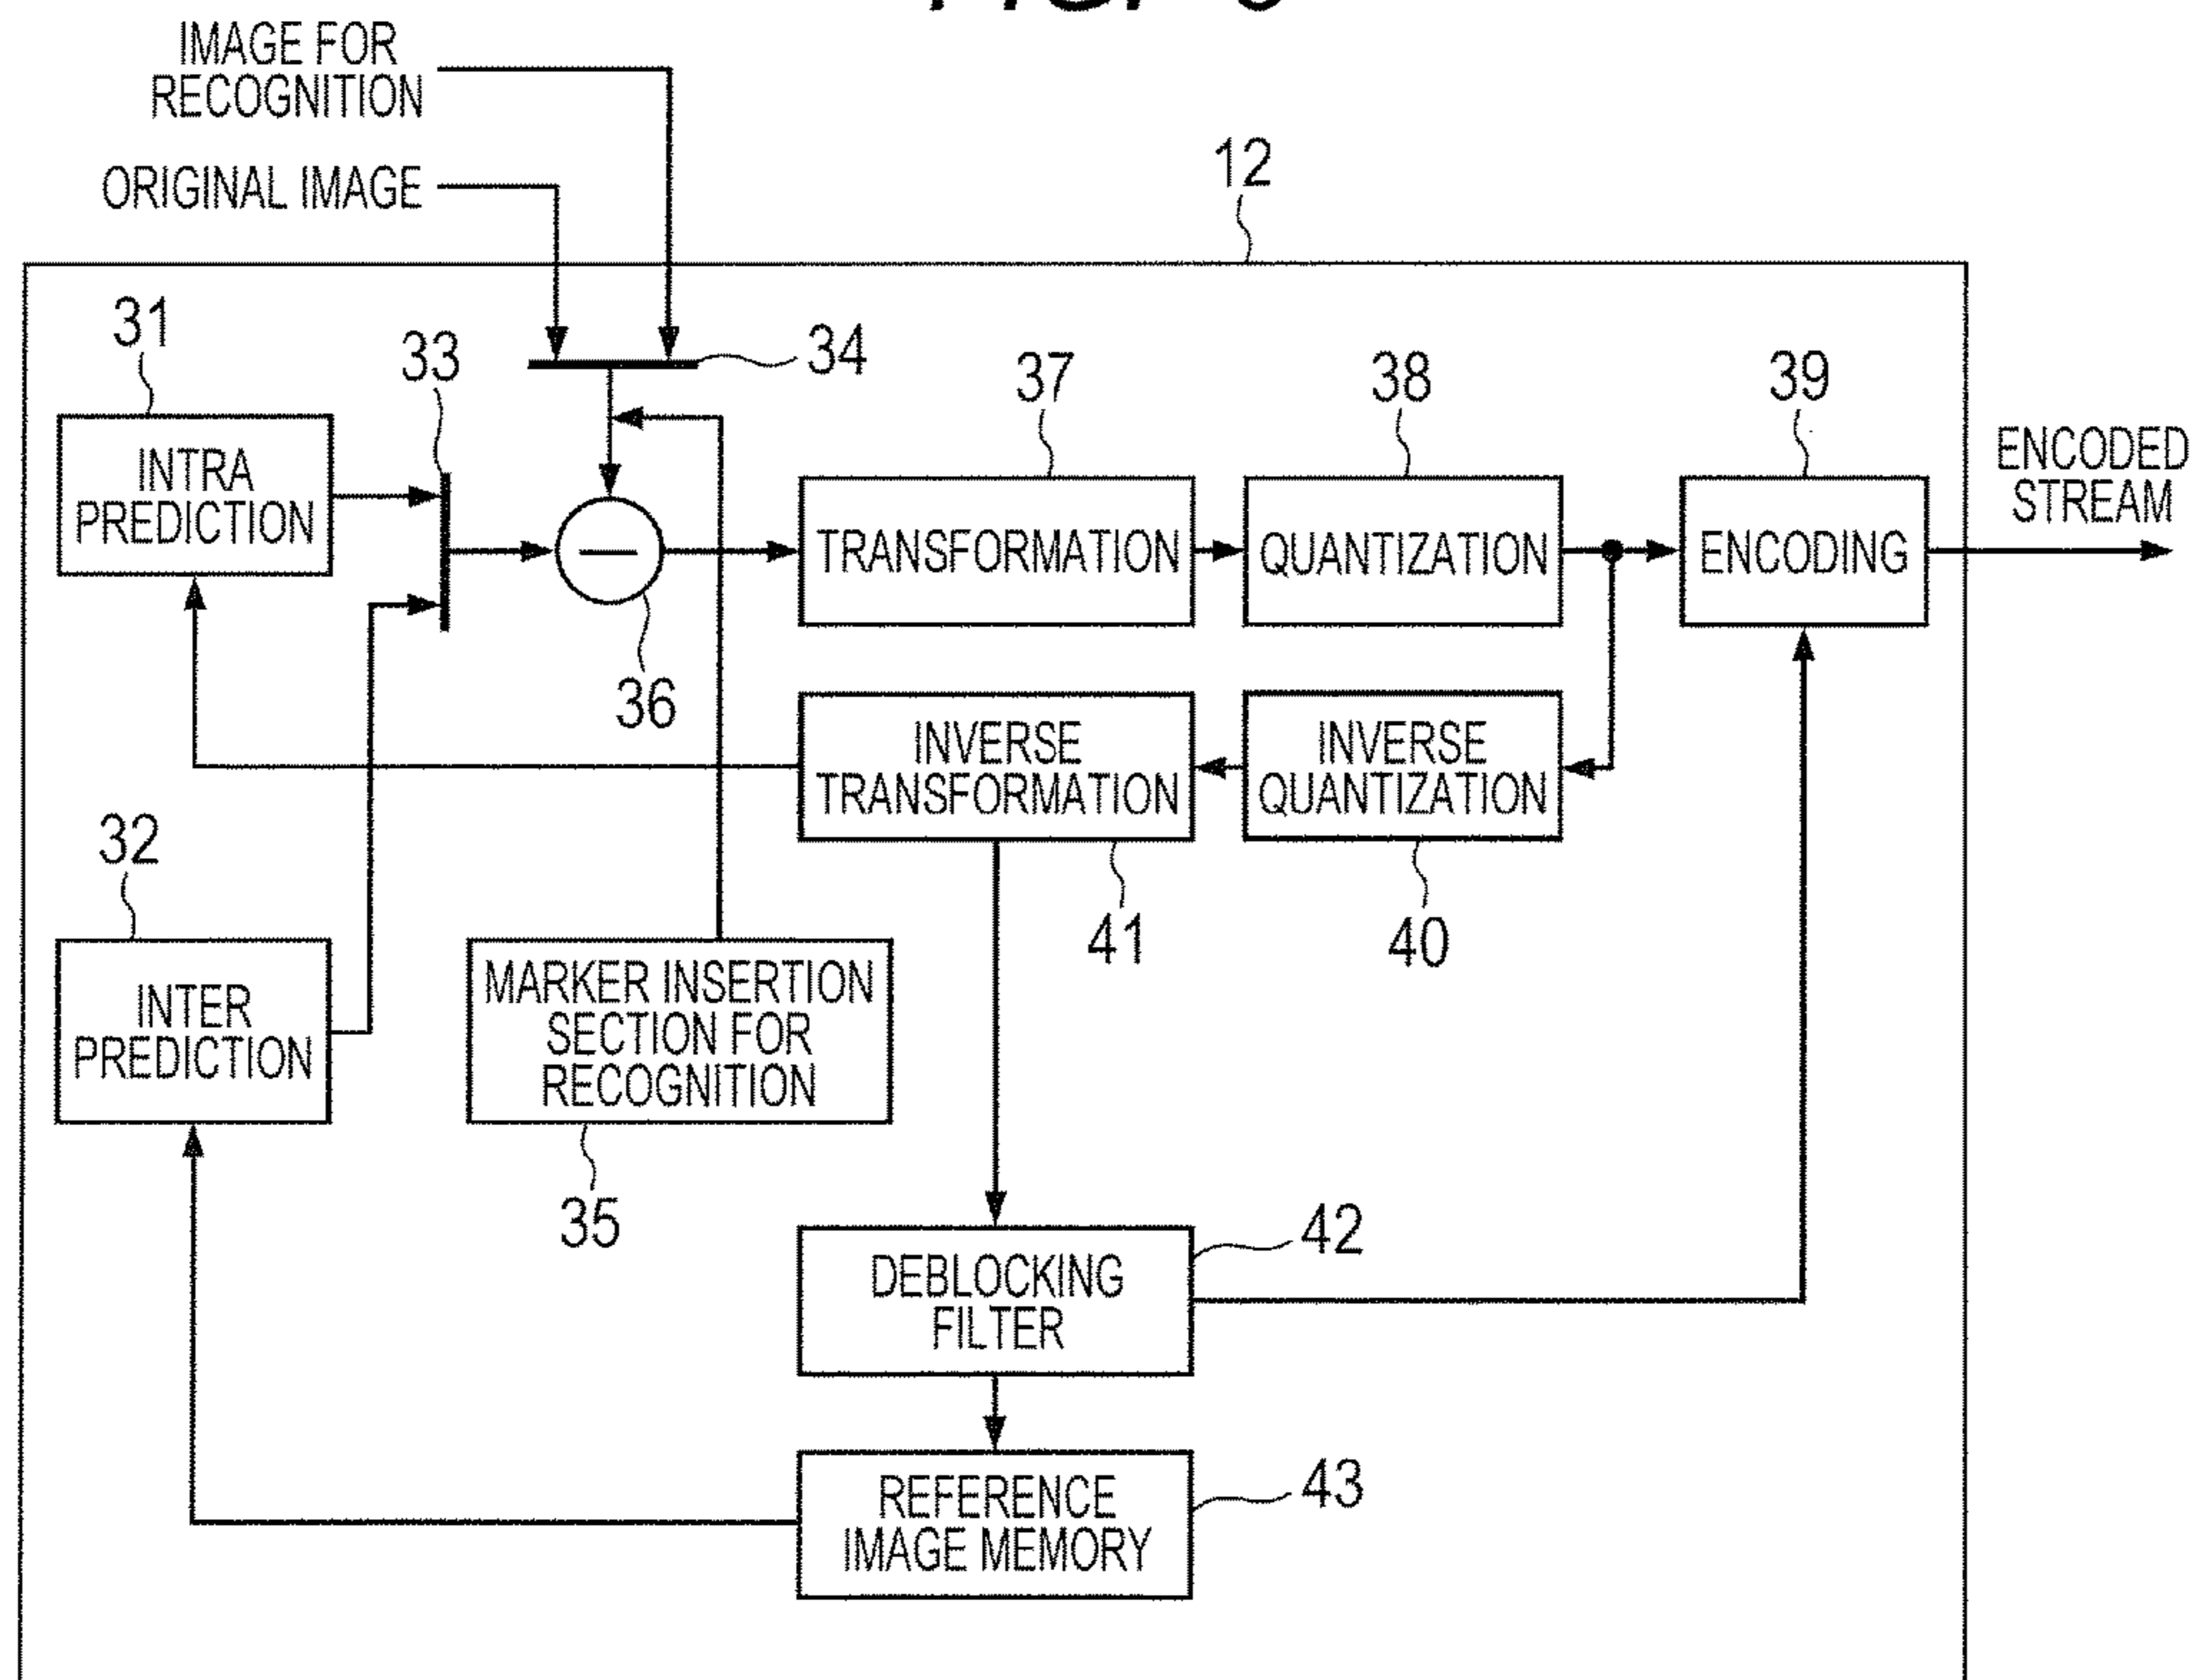 IMAGE FOR
RECOGNITION
ORIGINAL IMAGE
12
31
33
34
37
38
39
INTRA
PREDICTION
TRANSFORMATION
QUANTIZATION
ENCODING
ENCODED
STREAM
36
INVERSE
TRANSFORMATION
INVERSE
QUANTIZATION
32
41
40
INTER
PREDICTION
MARKER INSERTION
SECTION FOR
RECOGNITION
35
DEBLOCKING
FILTER
42
REFERENCE
IMAGE MEMORY
43